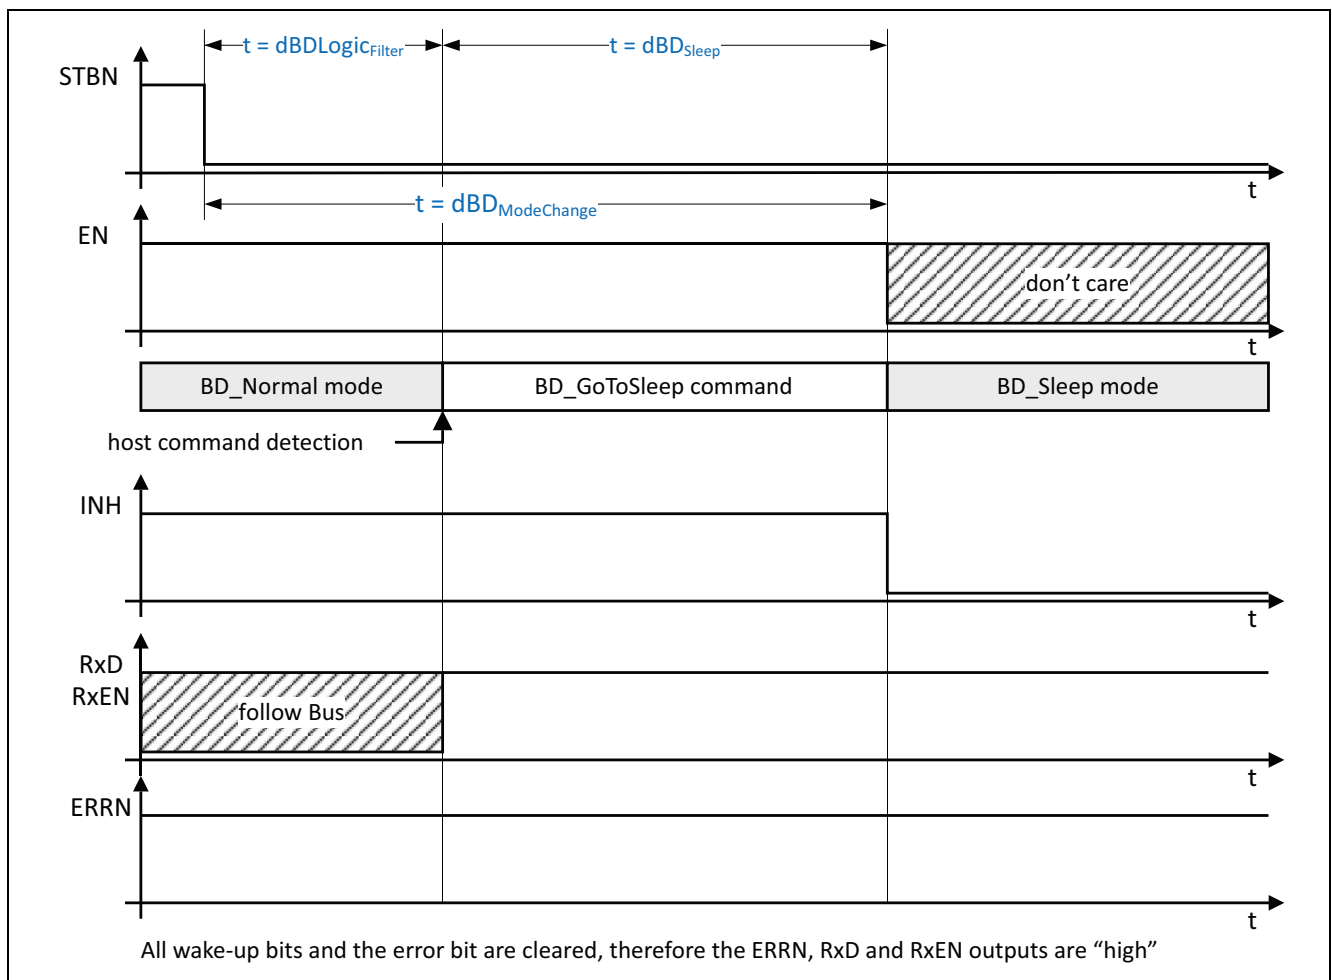 t = dBDLogicFilter
t = dBDSleep
STBN
t
t = dBDModeChange
EN
don't care
t
BD_Normal mode
BD_GoToSleep command
BD_Sleep mode
host command detection
INH
t
RxD
RxEN
follow Bus
t
ERRN
t
All wake-up bits and the error bit are cleared, therefore the ERRN, RxD and RxEN outputs are “high”